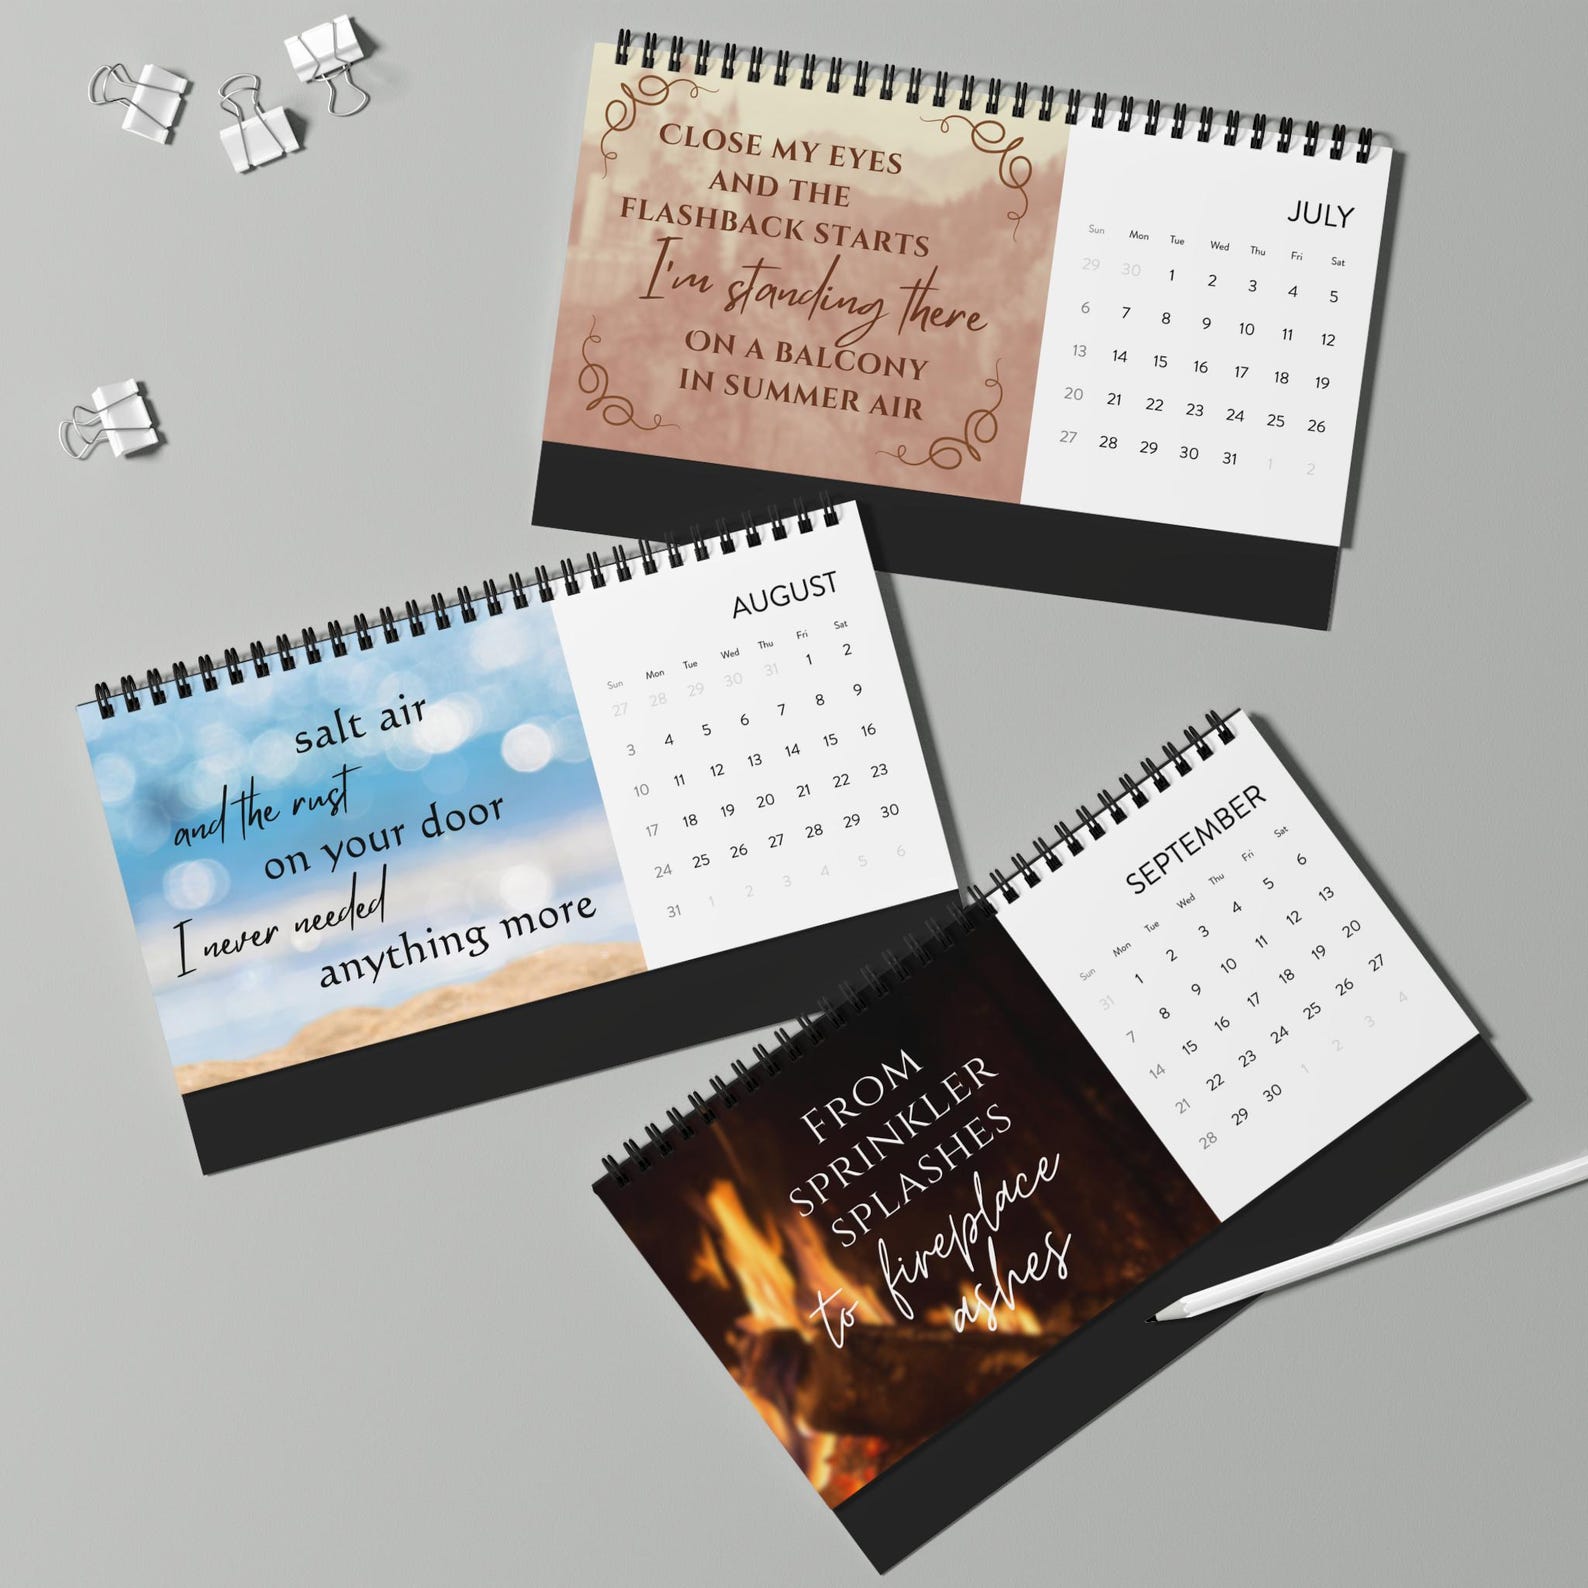 CLOSE MY EYES
AND THE
FLASHBACK STARTS
I'm standing there
ON A BALCONY
IN SUMMER AIR
JULY
Sun Mon Tue Wed Thu Fri Sat
29 30 1 2 3 4 5
6 7 8 9 10 11 12
13 14 15 16 17 18 19
20 21 22 23 24 25 26
27 28 29 30 31 1 2
salt air
and the rust
on your door
I never needed
anything more
AUGUST
Sun Mon Tue Wed Thu Fri Sat
27 28 29 30 31 1 2
3 4 5 6 7 8 9
10 11 12 13 14 15 16
17 18 19 20 21 22 23
24 25 26 27 28 29 30
31 1 2 3 4 5 6
FROM
SPRINKLER
SPLASHES
to fireplace
ashes
SEPTEMBER
Sun Mon Tue Wed Thu Fri Sat
31 1 2 3 4 5 6
7 8 9 10 11 12 13
14 15 16 17 18 19 20
21 22 23 24 25 26 27
28 29 30 1 2 3 4